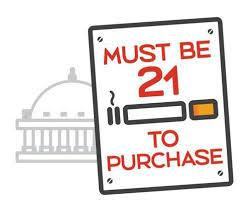 MUST BE
21
TO
PURCHASE